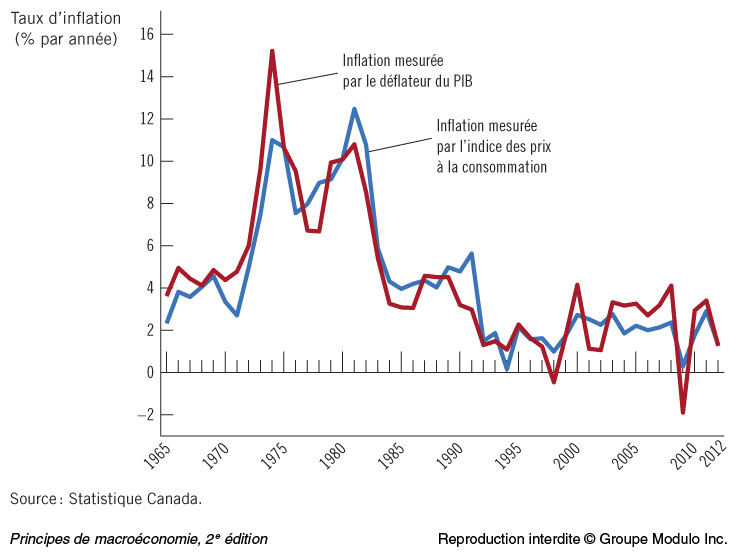 Taux d’inflation
(% par année)
16
14
12
10
8
6
4
2
0
–2
Inflation mesurée
par le déflateur du PIB
Inflation mesurée
par l’indice des prix
à la consommation
1965
1970
1975
1980
1985
1990
1995
2000
2005
2010
2012
Source : Statistique Canada.
Principes de macroéconomie, 2e édition
Reproduction interdite © Groupe Modulo Inc.